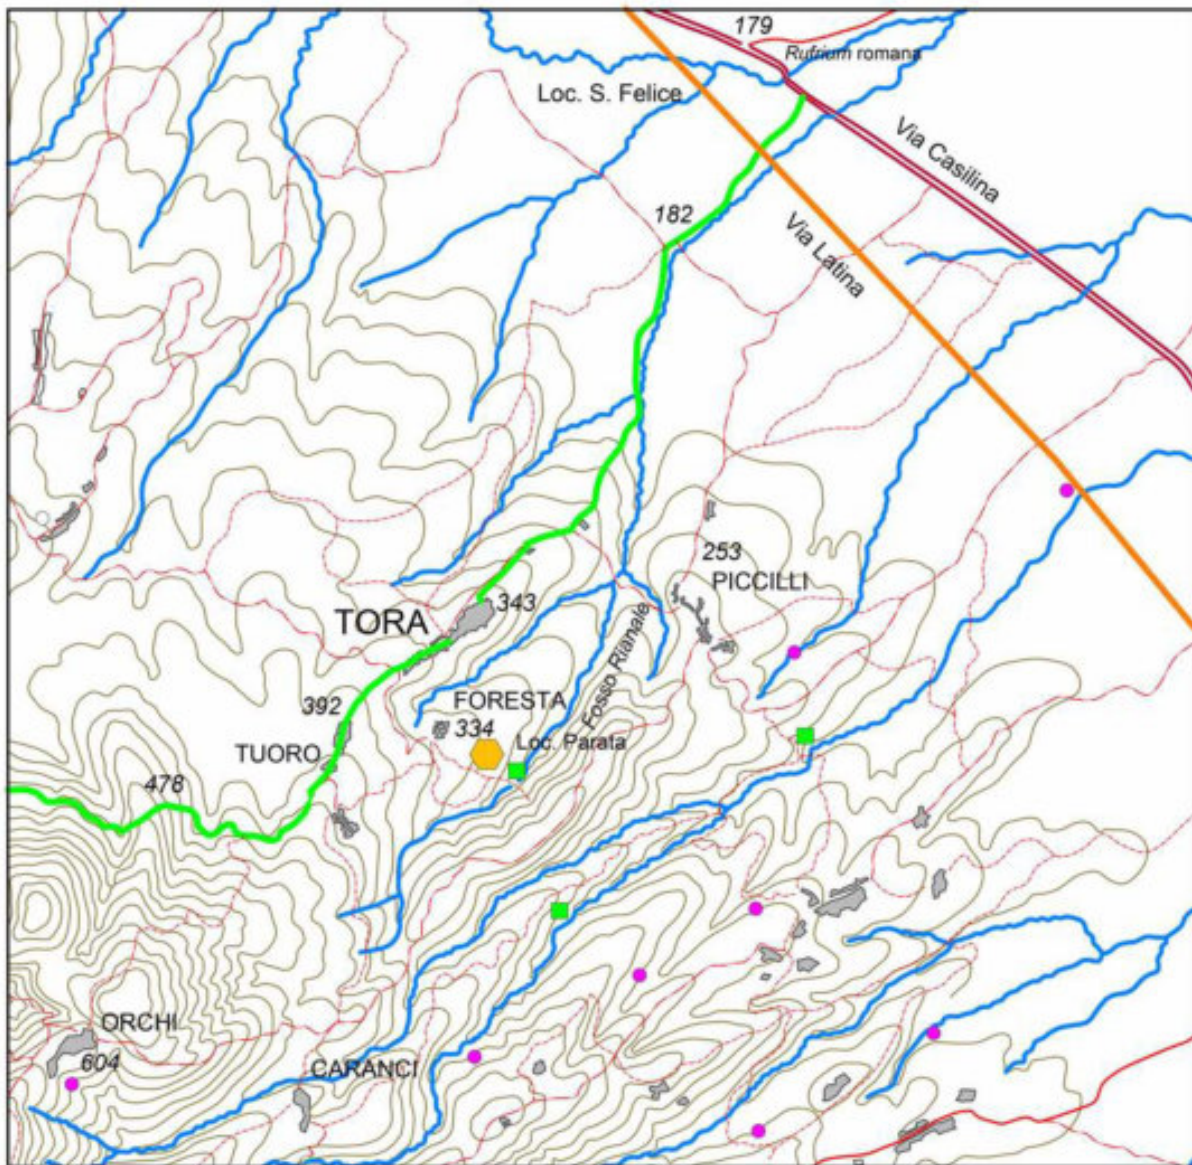 179
Rufrium romana
Loc. S. Felice
Via Casilina
182
Via Latina
253
PICCILLI
343
TORA
Fosso Rianale
FORESTA
392
334
Loc. Parata
TUORO
478
ORCHI
604
CARANCI